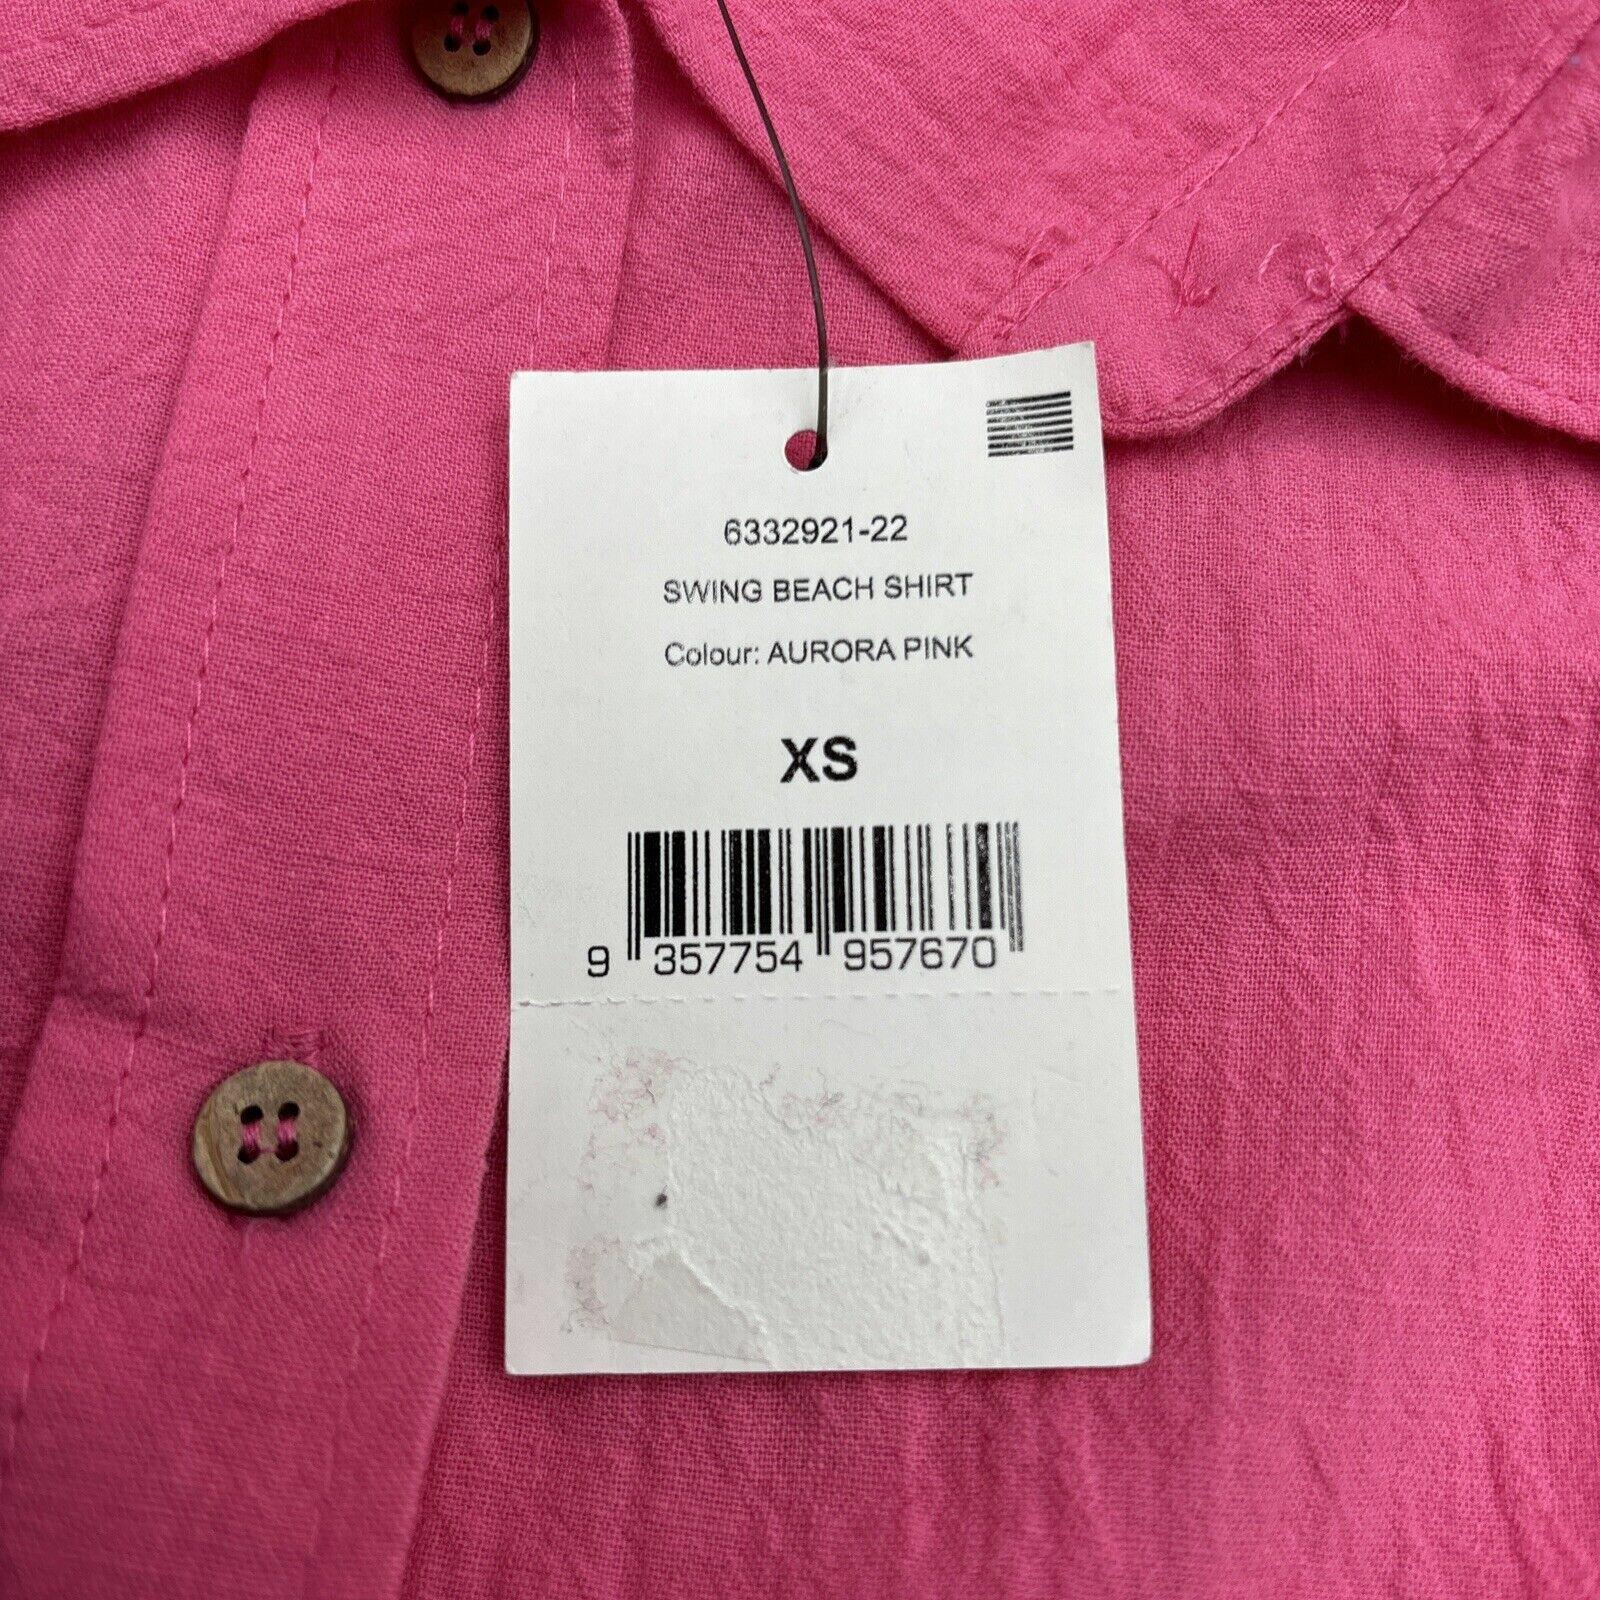 6332921-22
SWING BEACH SHIRT
Colour: AURORA PINK
XS
9 357754 957670